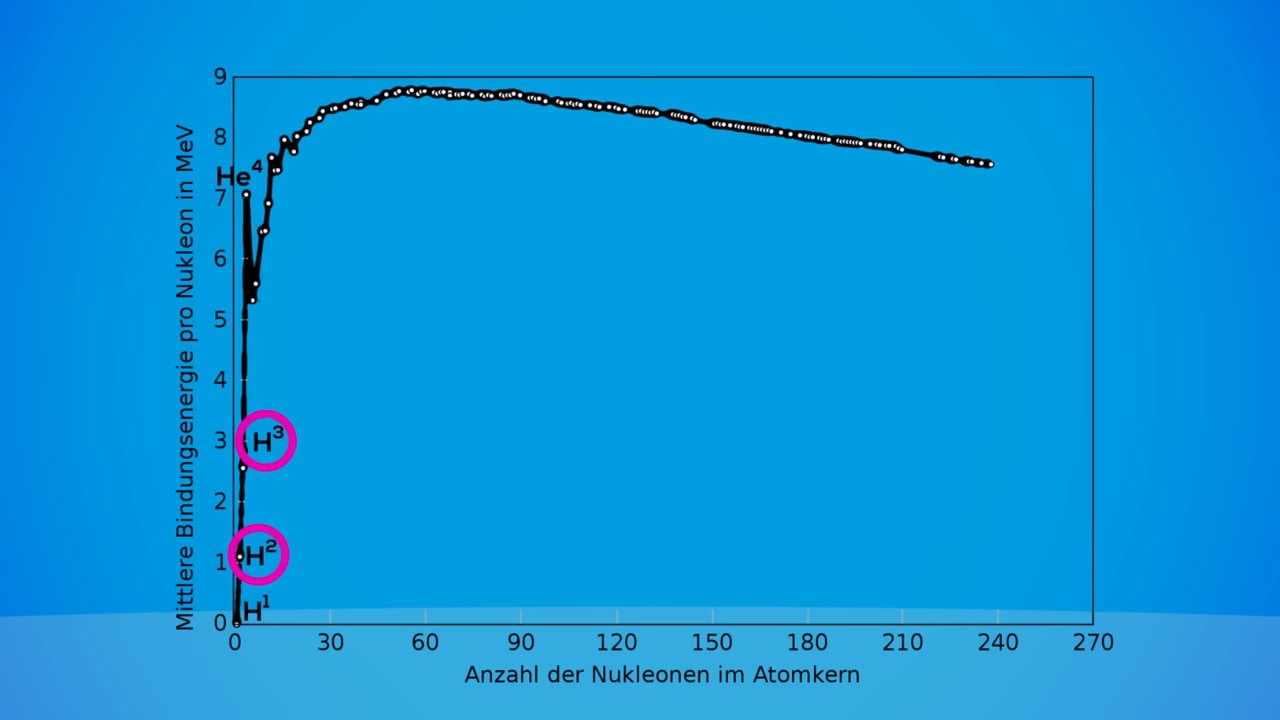 Mittlere Bindungsenergie pro Nukleon in MeV
9
8
He⁴
7
6
5
4
3
H³
2
1
H²
H¹
0
0 30 60 90 120 150 180 210 240 270
Anzahl der Nukleonen im Atomkern